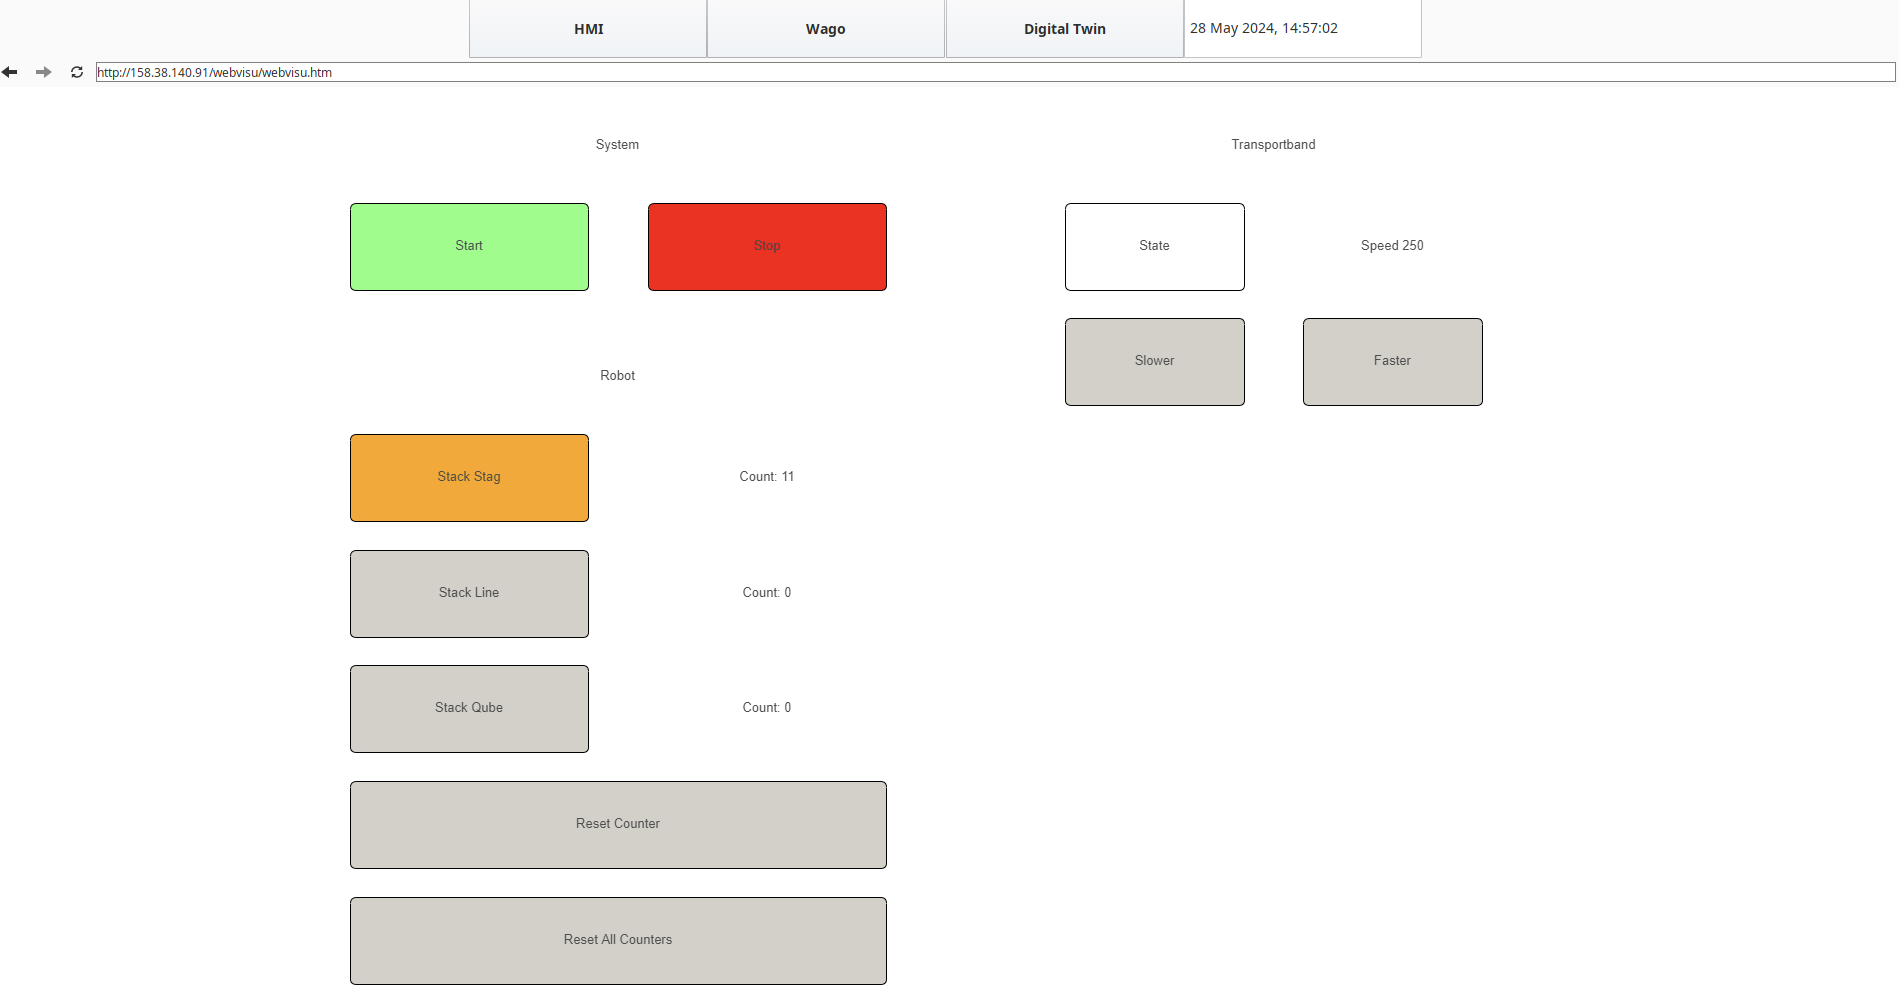 HMI
Wago
Digital Twin
28 May 2024, 14:57:02
http://158.38.140.91/webvisu/webvisu.htm
System
Transportband
Start
Stop
State
Speed 250
Slower
Faster
Robot
Stack Stag
Count: 11
Stack Line
Count: 0
Stack Qube
Count: 0
Reset Counter
Reset All Counters